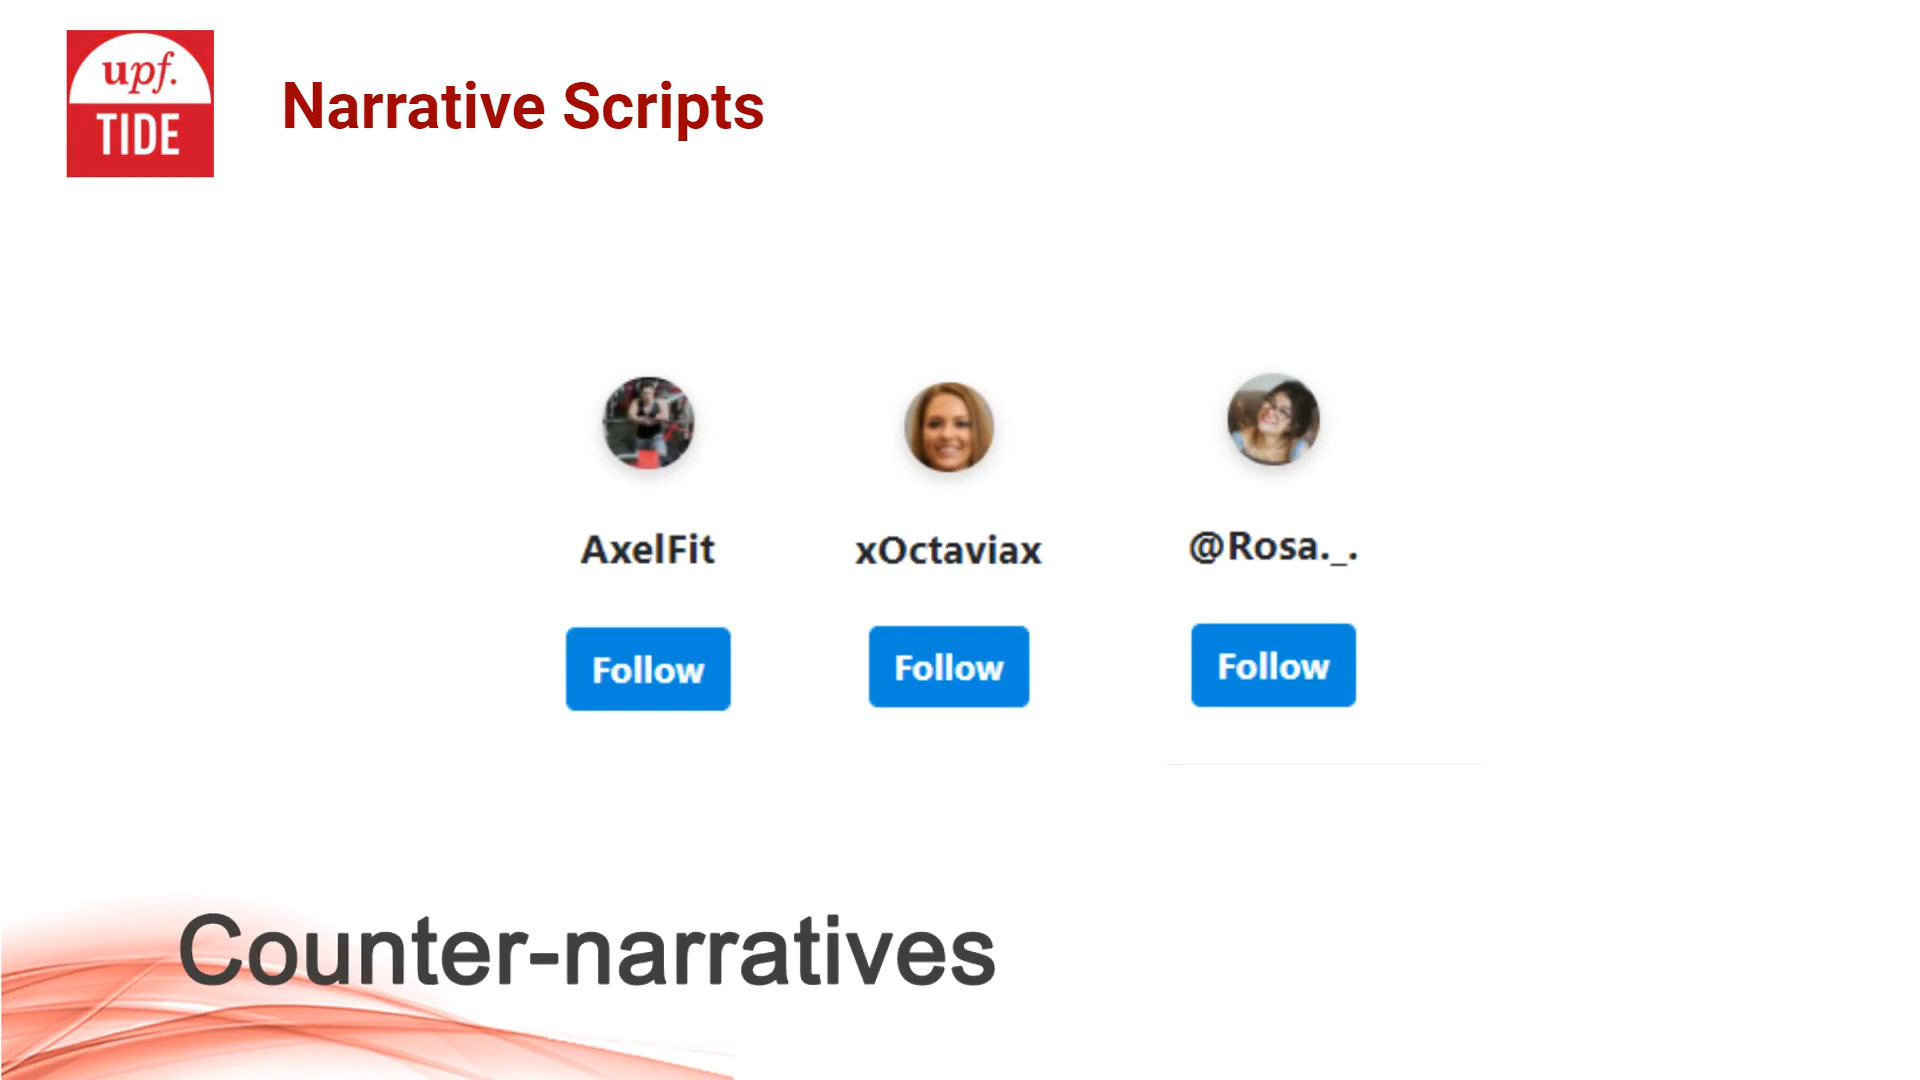 upf.
TIDE
Narrative Scripts
AxelFit
xOctaviax
@Rosa._.
Follow
Follow
Follow
Counter-narratives